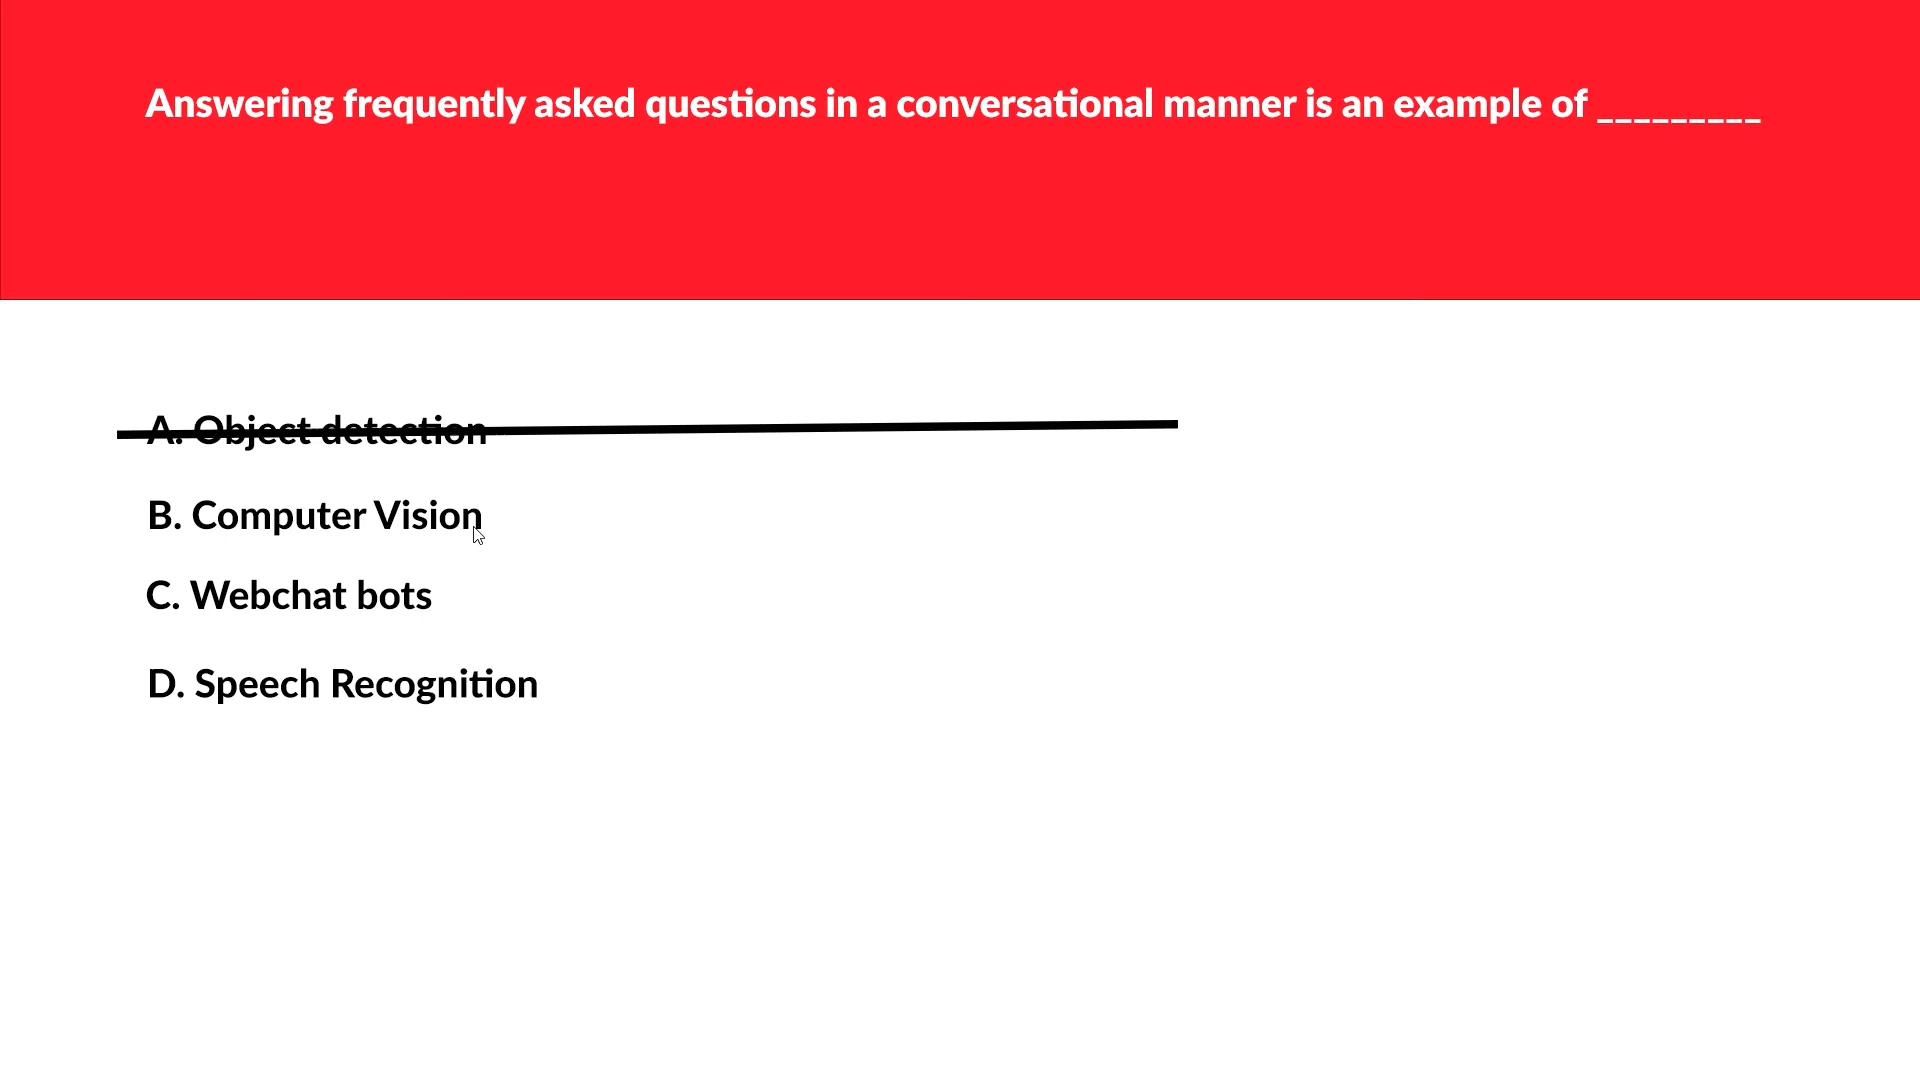 Answering frequently asked questions in a conversational manner is an example of _________
A. Object detection
B. Computer Vision
C. Webchat bots
D. Speech Recognition